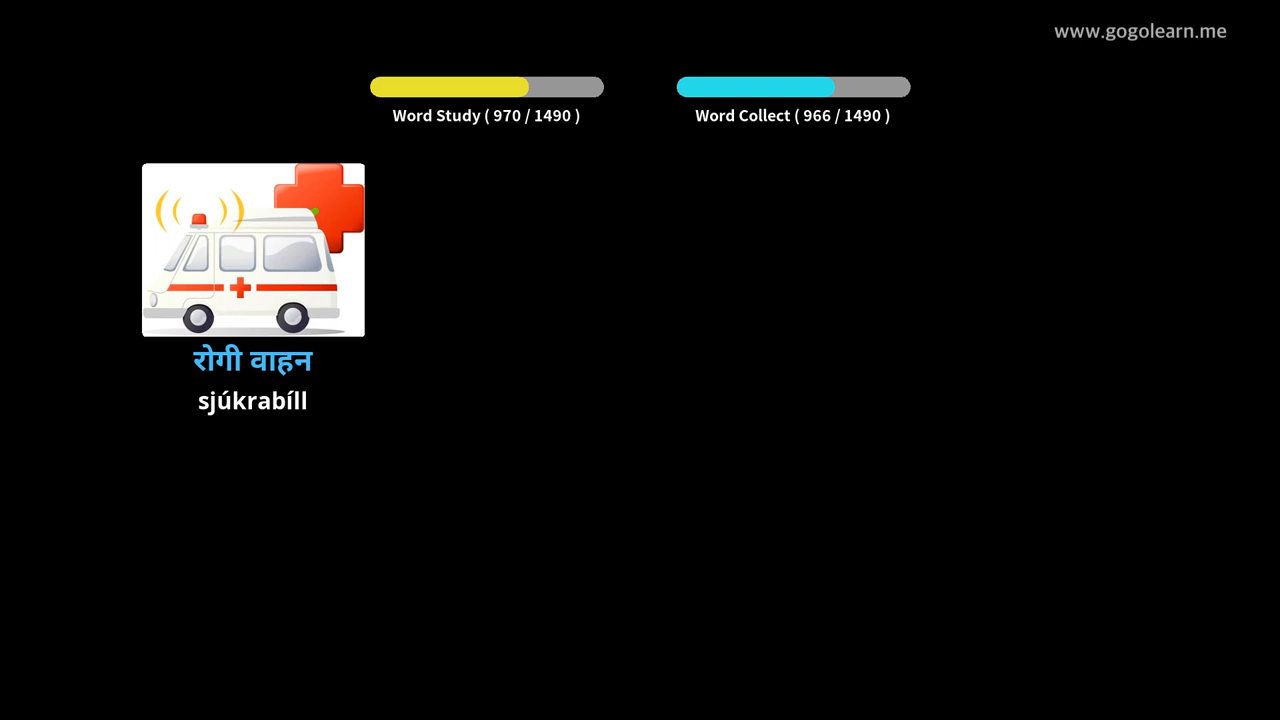 www.gogolearn.me
Word Study ( 970 / 1490 )
Word Collect ( 966 / 1490 )
रोगी वाहन
sjúkrabíll